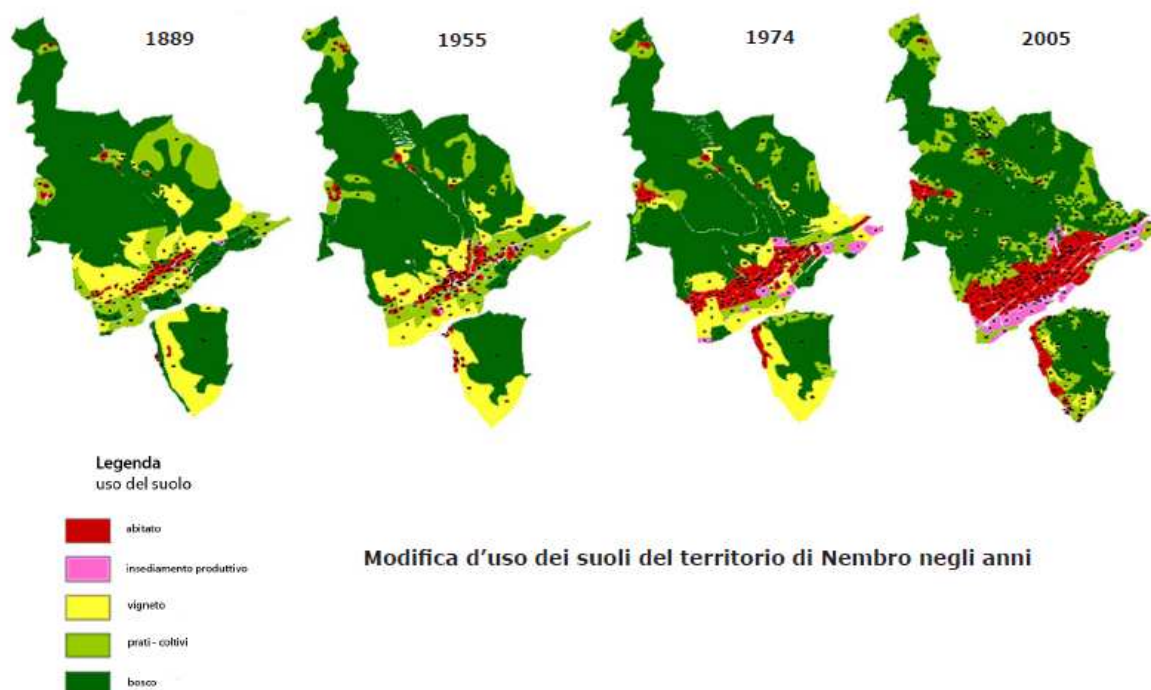 1889
1955
1974
2005
Legenda
uso del suolo
abitato
insediamento produttivo
vigneto
prati - coltivi
bosco
Modifica d’uso dei suoli del territorio di Nembro negli anni